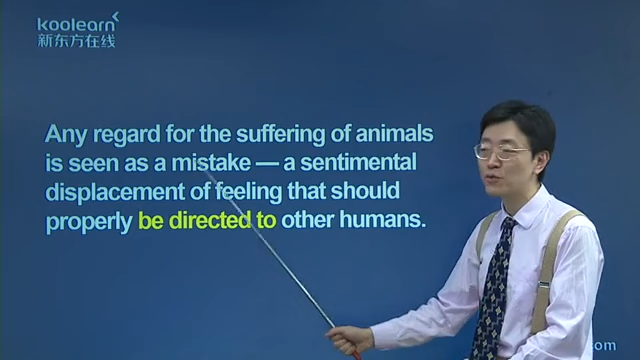 koolearn
新东方在线
Any regard for the suffering of animals
is seen as a mistake — a sentimental
displacement of feeling that should
properly be directed to other humans.
.com